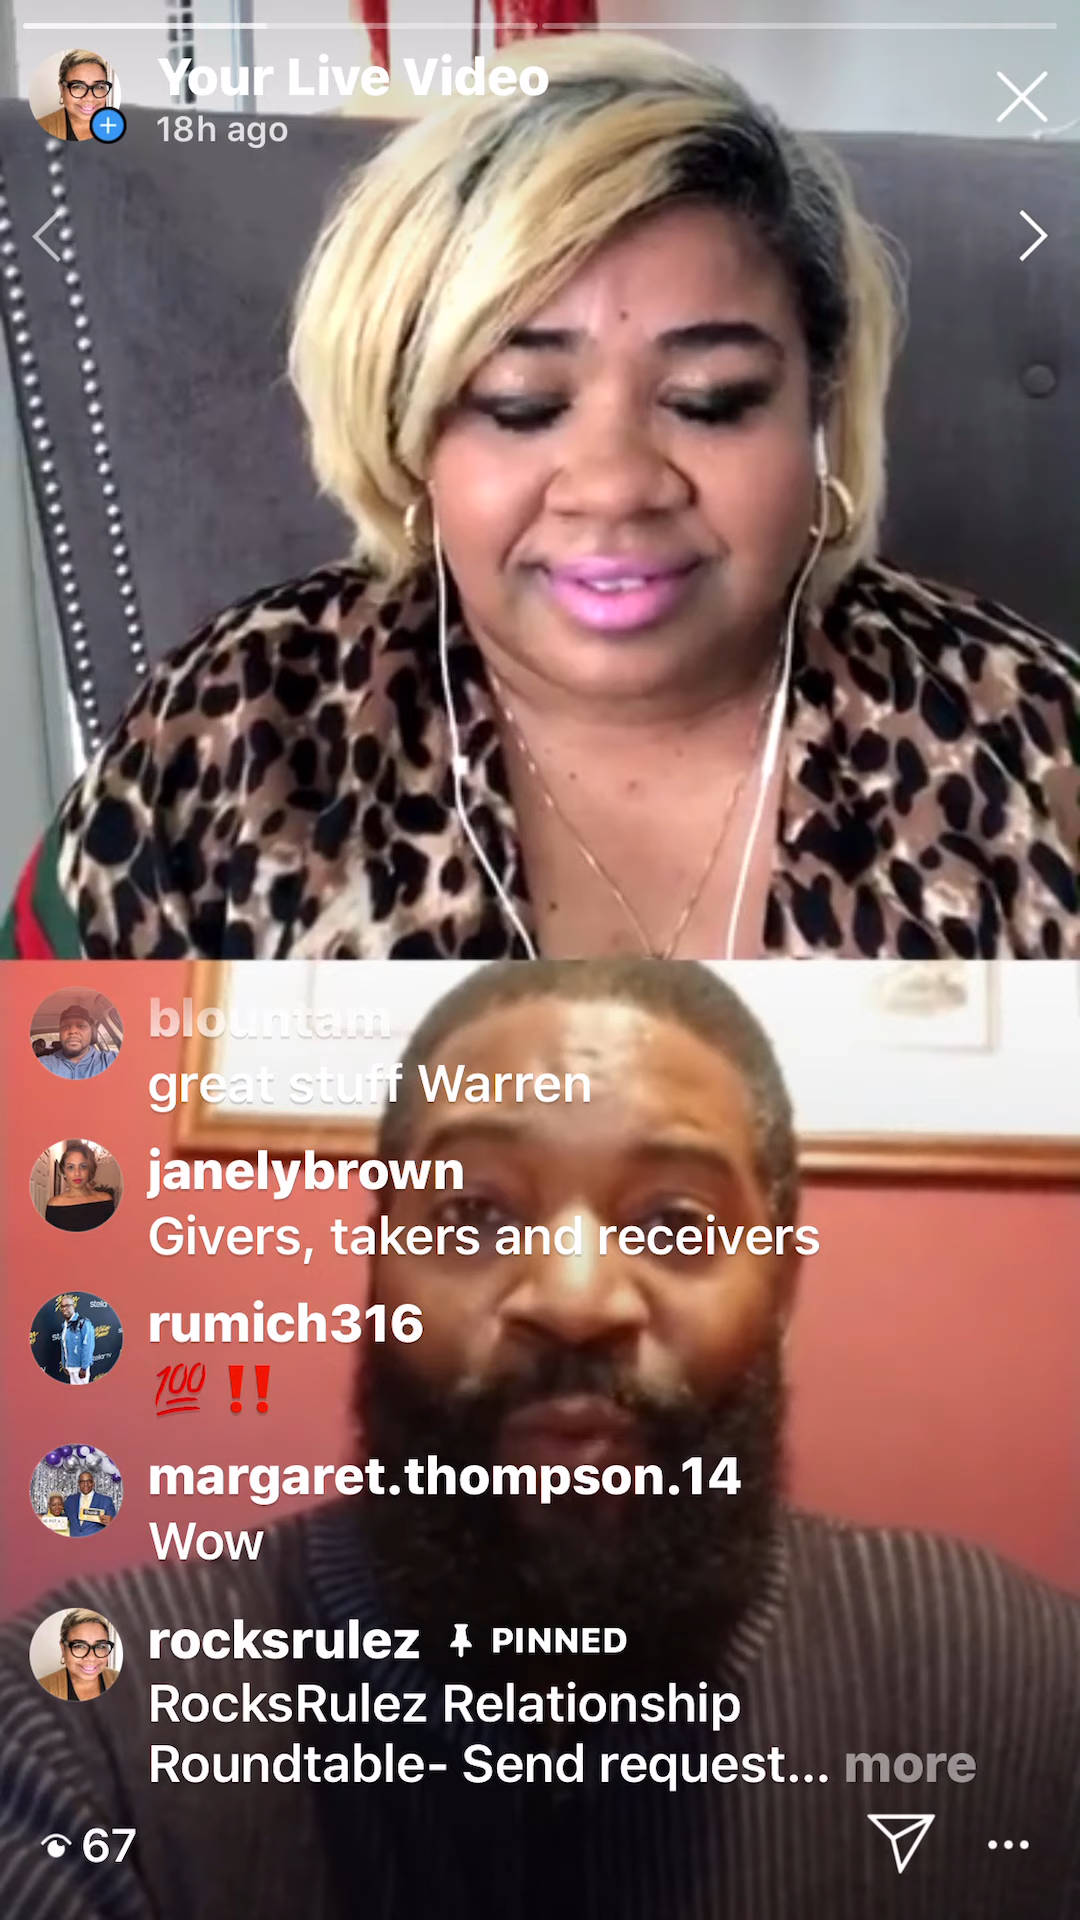 Your Live Video
18h ago
blountam
great stuff Warren
janelybrown
Givers, takers and receivers
rumich316
💯 ‼️
margaret.thompson.14
Wow
rocksrulez PINNED
RocksRulez Relationship
Roundtable- Send request... more
67